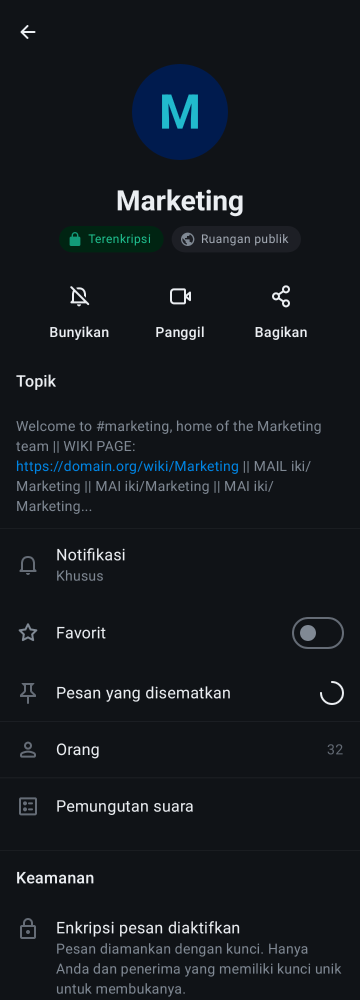 M
Marketing
Terenkripsi
Ruangan publik
Bunyikan
Panggil
Bagikan
Topik
Welcome to #marketing, home of the Marketing
team || WIKI PAGE:
https://domain.org/wiki/Marketing || MAIL iki/
Marketing || MAI iki/Marketing || MAI iki/
Marketing...
Notifikasi
Khusus
Favorit
Pesan yang disematkan
Orang
32
Pemungutan suara
Keamanan
Enkripsi pesan diaktifkan
Pesan diamankan dengan kunci. Hanya
Anda dan penerima yang memiliki kunci unik
untuk membukanya.